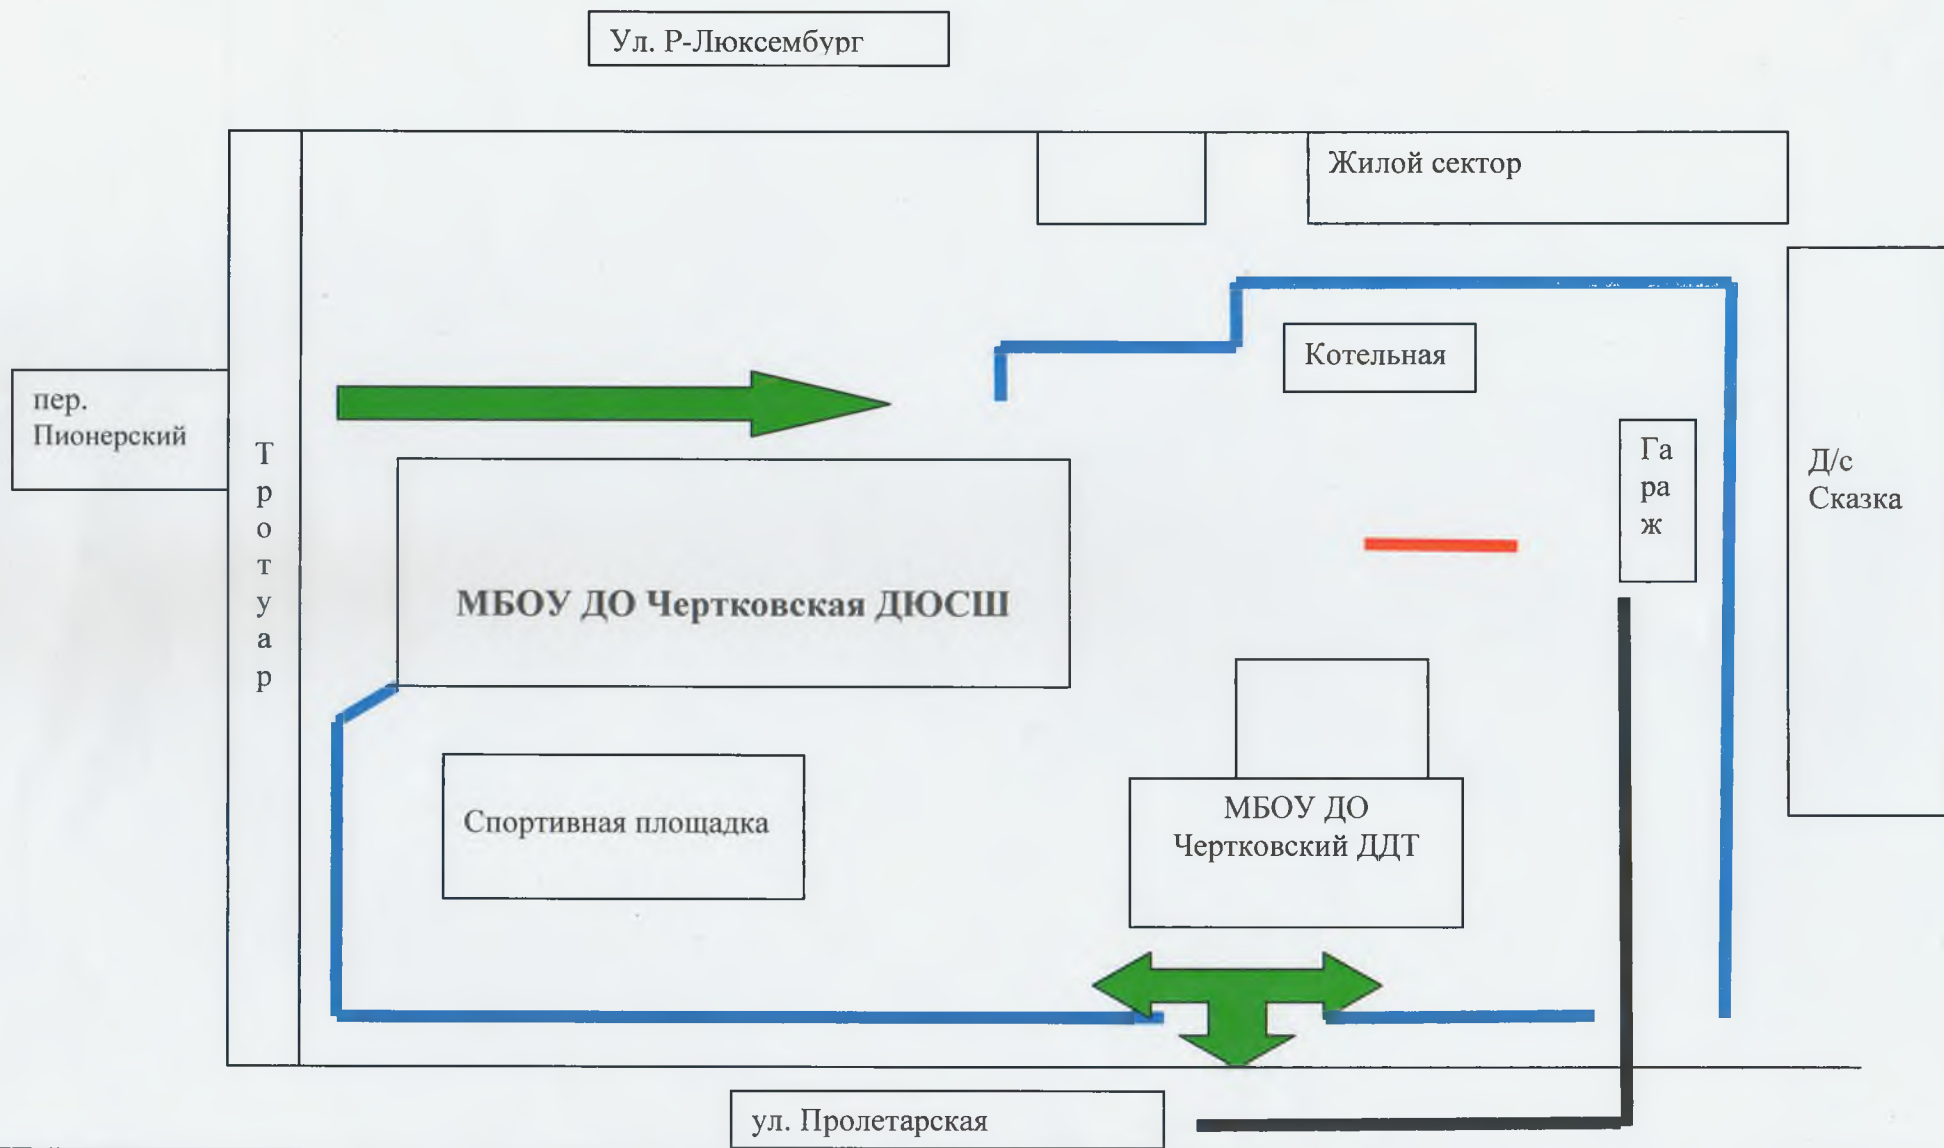 Ул. Р-Люксембург
Жилой сектор
Котельная
пер.
Пионерский
Тротуар
Га
ра
ж
Д/с
Сказка
МБОУ ДО Чертковская ДЮСШ
Спортивная площадка
МБОУ ДО
Чертковский ДДТ
ул. Пролетарская